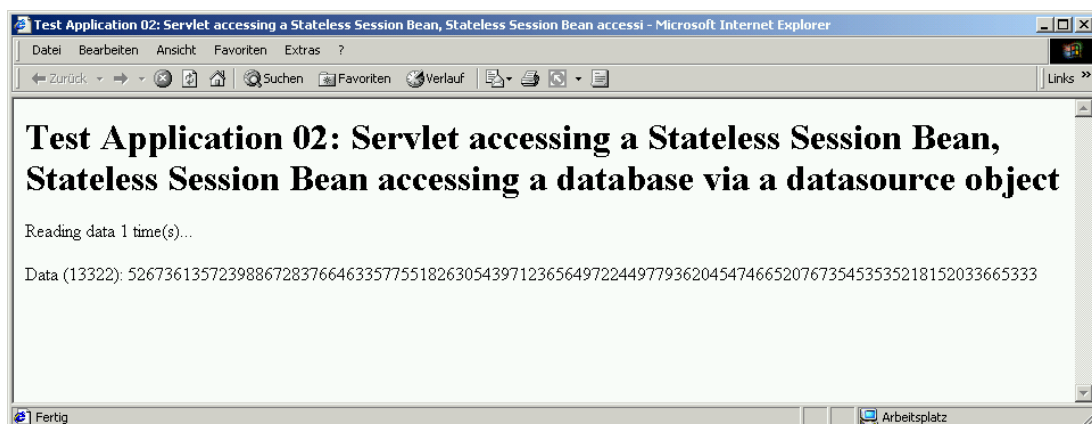 Test Application 02: Servlet accessing a Stateless Session Bean, Stateless Session Bean accessi - Microsoft Internet Explorer
Datei Bearbeiten Ansicht Favoriten Extras ?
Zurück Suchen Favoriten Verlauf Links »
Test Application 02: Servlet accessing a Stateless Session Bean,
Stateless Session Bean accessing a database via a datasource object
Reading data 1 time(s)...
Data (13322): 5267361357239886728376646335775518263054397123656497224497793620454746652076735453535218152033665333
Fertig Arbeitsplatz